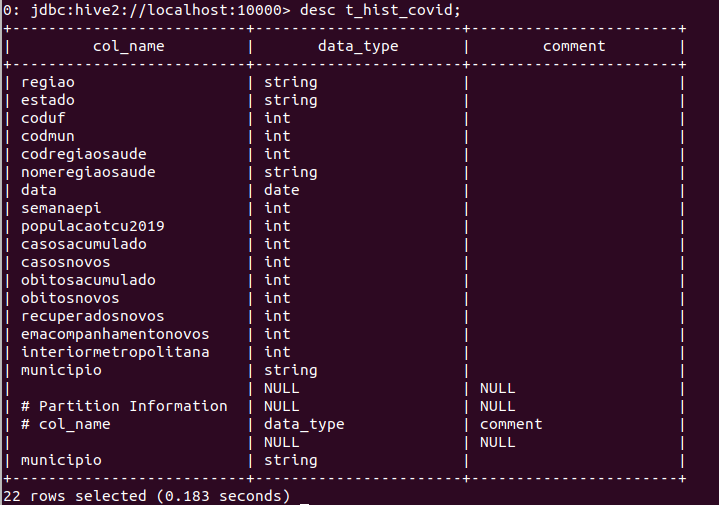 0: jdbc:hive2://localhost:10000> desc t_hist_covid;
+--------------------------+-----------------------+-----------------------+
|         col_name         |       data_type       |        comment        |
+--------------------------+-----------------------+-----------------------+
| regiao                   | string                |                       |
| estado                   | string                |                       |
| coduf                    | int                   |                       |
| codmun                   | int                   |                       |
| codregiaosaude           | int                   |                       |
| nomeregiaosaude          | string                |                       |
| data                     | date                  |                       |
| semanaepi                | int                   |                       |
| populacaotcu2019         | int                   |                       |
| casosacumulado           | int                   |                       |
| casosnovos               | int                   |                       |
| obitosacumulado          | int                   |                       |
| obitosnovos              | int                   |                       |
| recuperadosnovos         | int                   |                       |
| emacompanhamentonovos    | int                   |                       |
| interiormetropolitana    | int                   |                       |
| municipio                | string                |                       |
|                          | NULL                  | NULL                  |
| # Partition Information  | NULL                  | NULL                  |
| # col_name               | data_type             | comment               |
|                          | NULL                  | NULL                  |
| municipio                | string                |                       |
+--------------------------+-----------------------+-----------------------+
22 rows selected (0.183 seconds)